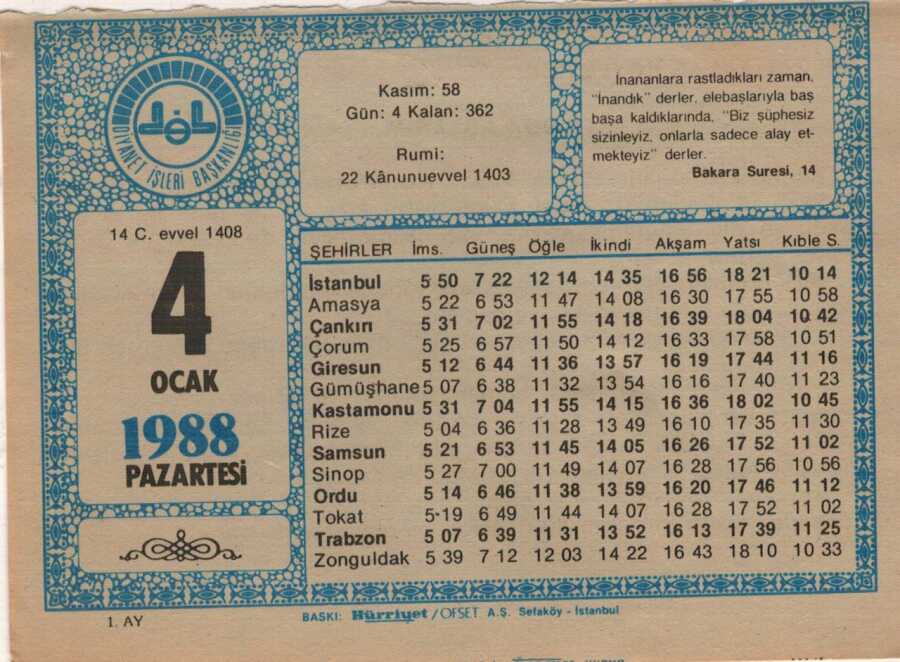 DİYANET İŞLERİ BAŞKANLIĞI
Kasım: 58
Gün: 4 Kalan: 362
Rumi:
22 Kânunuevvel 1403
İnananlara rastladıkları zaman,
"İnandık" derler, elebaşlarıyla baş
başa kaldıklarında, "Biz şüphesiz
sizinleyiz, onlarla sadece alay et-
mekteyiz" derler.
Bakara Suresi, 14
14 C. evvel 1408
4
OCAK
1988
PAZARTESİ
ŞEHİRLER İms. Güneş Öğle İkindi Akşam Yatsı Kıble S.
İstanbul 5 50 7 22 12 14 14 35 16 56 18 21 10 14
Amasya 5 22 6 53 11 47 14 08 16 30 17 55 10 58
Çankırı 5 31 7 02 11 55 14 18 16 39 18 04 10 42
Çorum 5 25 6 57 11 50 14 12 16 33 17 58 10 51
Giresun 5 12 6 44 11 36 13 57 16 19 17 44 11 16
Gümüşhane 5 07 6 38 11 32 13 54 16 16 17 40 11 23
Kastamonu 5 31 7 04 11 55 14 15 16 36 18 02 10 45
Rize 5 04 6 36 11 28 13 49 16 10 17 35 11 30
Samsun 5 21 6 53 11 45 14 05 16 26 17 52 11 02
Sinop 5 27 7 00 11 49 14 07 16 28 17 56 10 56
Ordu 5 14 6 46 11 38 13 59 16 20 17 46 11 12
Tokat 5 19 6 49 11 44 14 07 16 28 17 52 11 02
Trabzon 5 07 6 39 11 31 13 52 16 13 17 39 11 25
Zonguldak 5 39 7 12 12 03 14 22 16 43 18 10 10 33
1. AY
BASKI: Hürriyet / OFSET A.Ş. Sefaköy - İstanbul